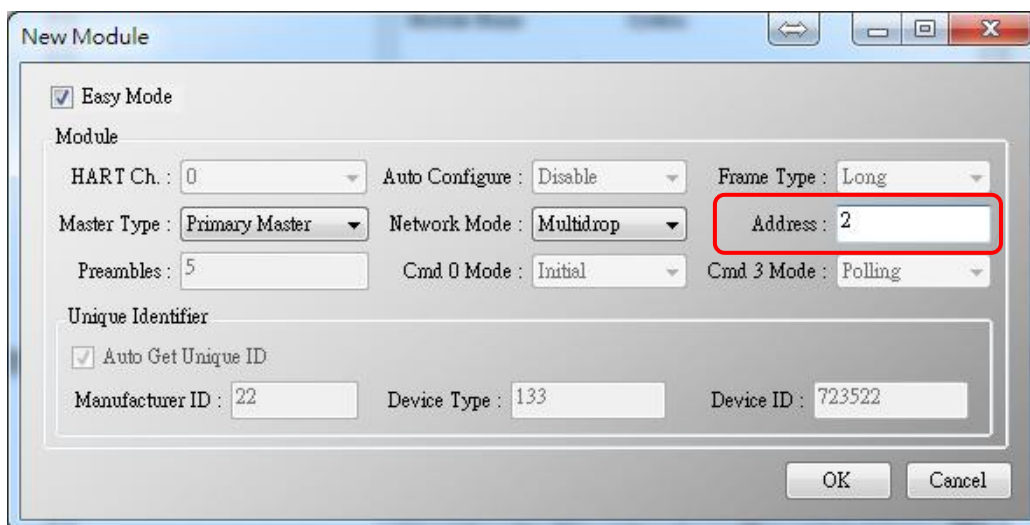 New Module
Easy Mode
Module
HART Ch. : 0 Auto Configure : Disable Frame Type : Long
Master Type : Primary Master Network Mode : Multidrop Address : 2
Preambles : 5 Cmd 0 Mode : Initial Cmd 3 Mode : Polling
Unique Identifier
Auto Get Unique ID
Manufacturer ID : 22 Device Type : 133 Device ID : 723522
OK Cancel